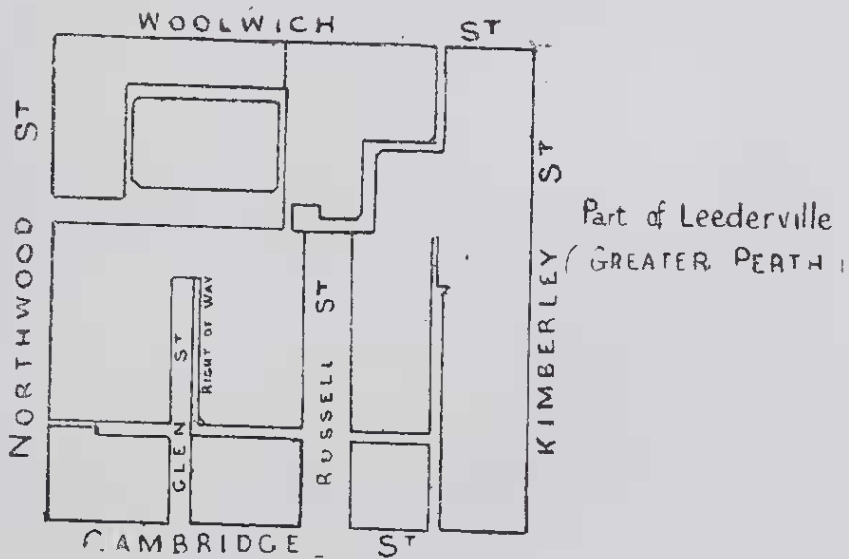 WOOLWICH ST
NORTHWOOD ST
KIMBERLEY ST
Part of Leederville
(GREATER PERTH)
GLEN ST
RIGHT OF WAY
RUSSELL ST
CAMBRIDGE ST